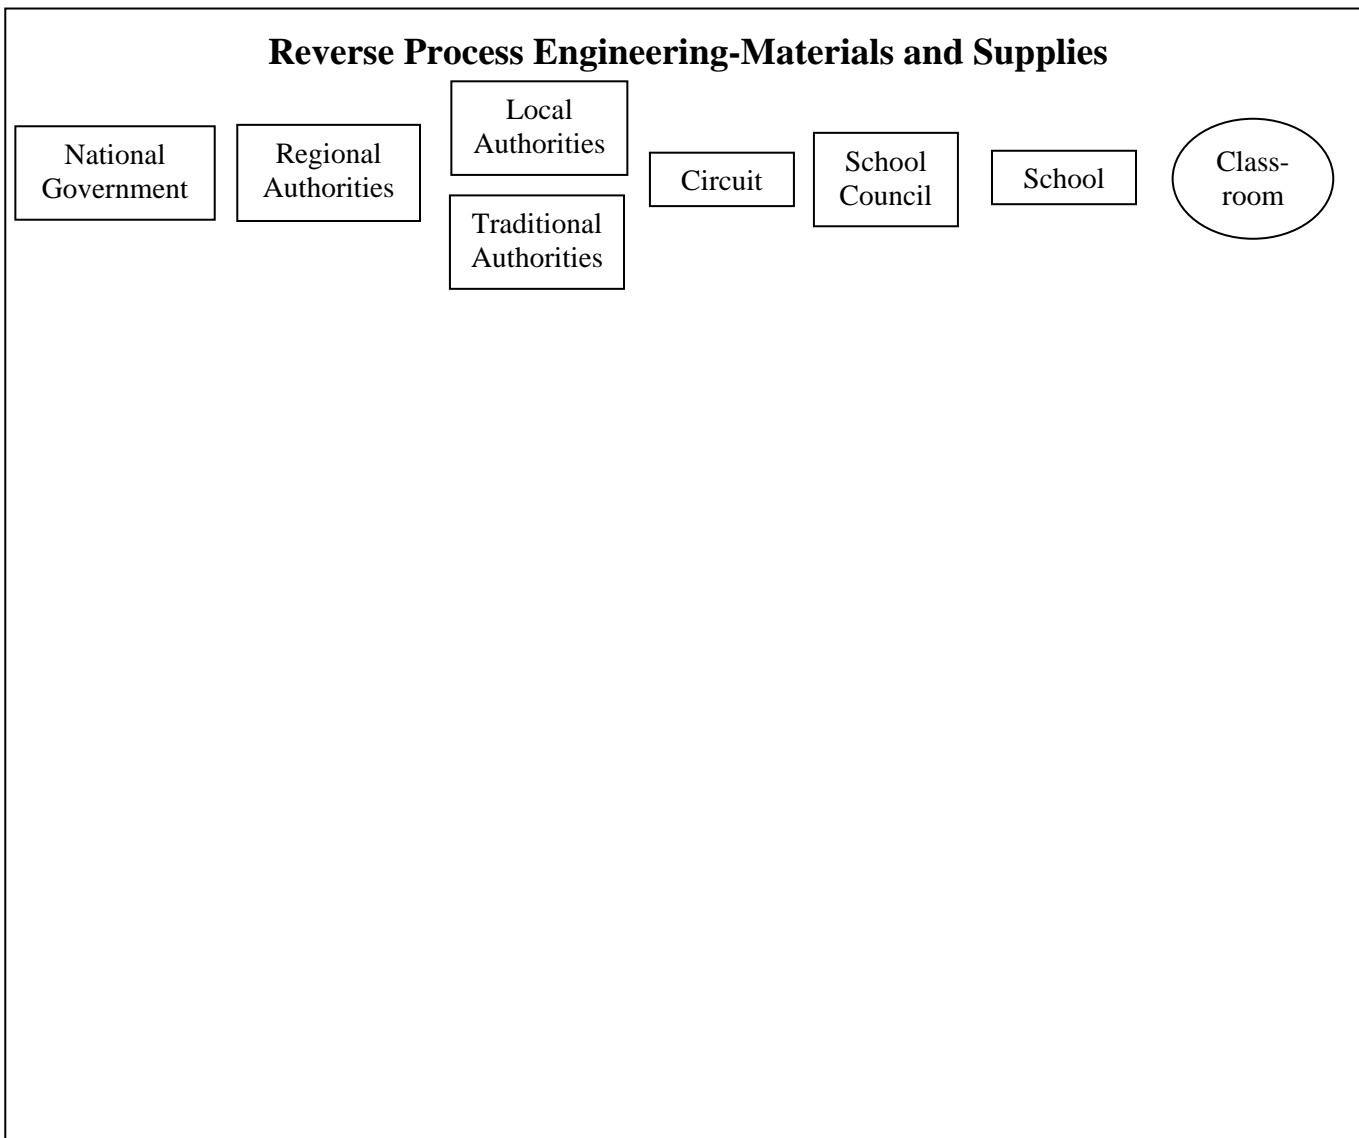 Reverse Process Engineering-Materials and Supplies
National
Government
Regional
Authorities
Local
Authorities
Traditional
Authorities
Circuit
School
Council
School
Class-
room